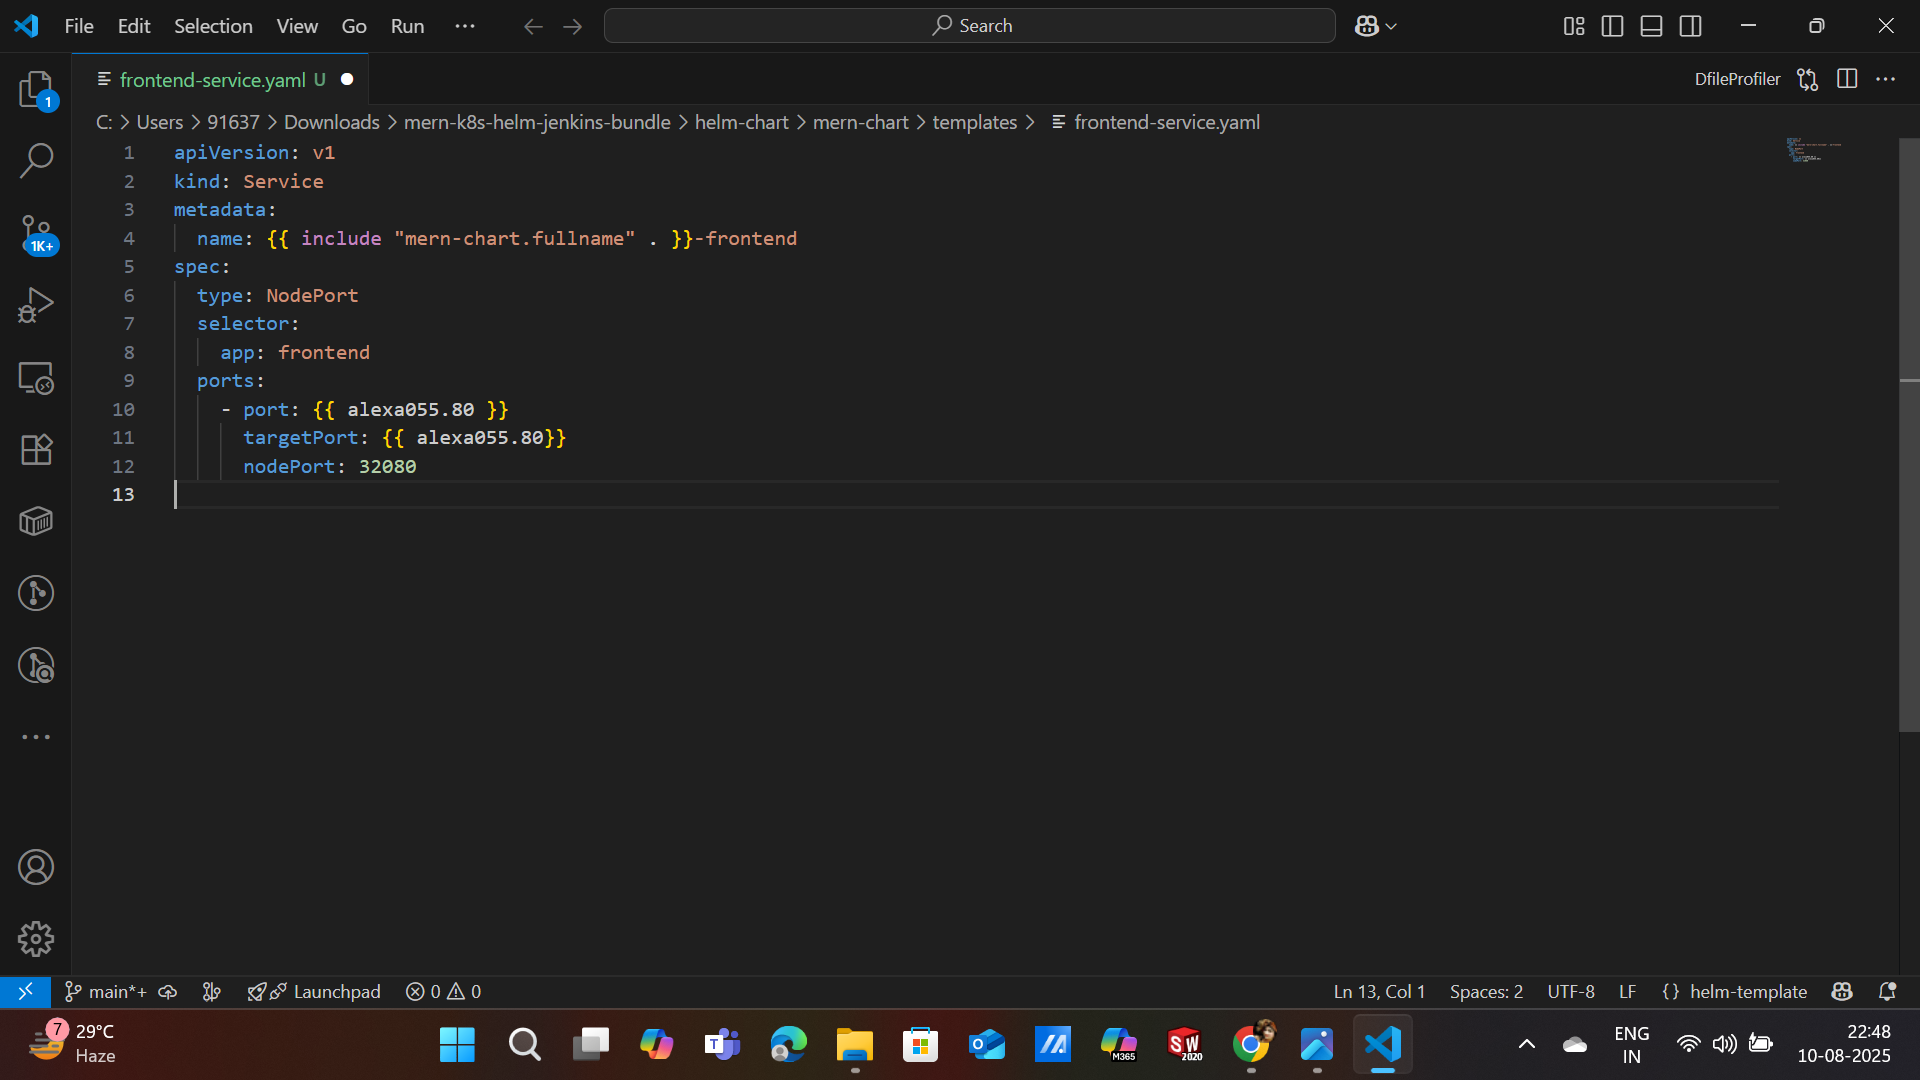 File Edit Selection View Go Run ··· Search
frontend-service.yaml U DfileProfiler ···
1
C: > Users > 91637 > Downloads > mern-k8s-helm-jenkins-bundle > helm-chart > mern-chart > templates > frontend-service.yaml
1 apiVersion: v1
2 kind: Service
3 metadata:
4 name: {{ include "mern-chart.fullname" . }}-frontend
1K+
5 spec:
6 type: NodePort
7 selector:
8 app: frontend
9 ports:
10 - port: {{ alexa055.80 }}
11 targetPort: {{ alexa055.80}}
12 nodePort: 32080
13
main*+ Launchpad 0 0 Ln 13, Col 1 Spaces: 2 UTF-8 LF {} helm-template
7 29°C
Haze
T
O
M365
SW
2020
ENG
IN
22:48
10-08-2025